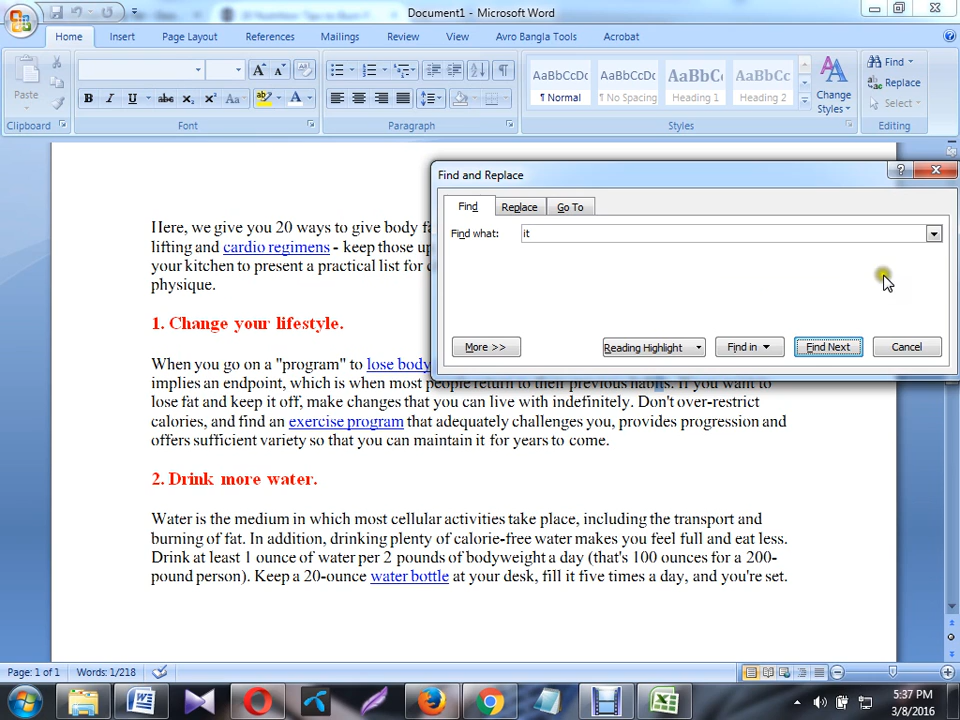 Document1 - Microsoft Word
Home Insert Page Layout References Mailings Review View Avro Bangla Tools Acrobat
Paste
B I U abc x₂ x² Aa A
A A
AaBbCcDc AaBbCcDc AaBbC AaBbCc
¶ Normal ¶ No Spacing Heading 1 Heading 2
Change Styles
Find
Replace
Select
Clipboard Font Paragraph Styles Editing
Find and Replace
Find Replace Go To
Find what: it
More >> Reading Highlight Find in Find Next Cancel
Here, we give you 20 ways to give body
lifting and cardio regimens - keep those up
your kitchen to present a practical list for
physique.
1. Change your lifestyle.
When you go on a "program" to lose body
implies an endpoint, which is when most people return to their previous habits. If you want to
lose fat and keep it off, make changes that you can live with indefinitely. Don't over-restrict
calories, and find an exercise program that adequately challenges you, provides progression and
offers sufficient variety so that you can maintain it for years to come.
2. Drink more water.
Water is the medium in which most cellular activities take place, including the transport and
burning of fat. In addition, drinking plenty of calorie-free water makes you feel full and eat less.
Drink at least 1 ounce of water per 2 pounds of bodyweight a day (that's 100 ounces for a 200-
pound person). Keep a 20-ounce water bottle at your desk, fill it five times a day, and you're set.
Page: 1 of 1 Words: 1/218
5:37 PM
3/8/2016